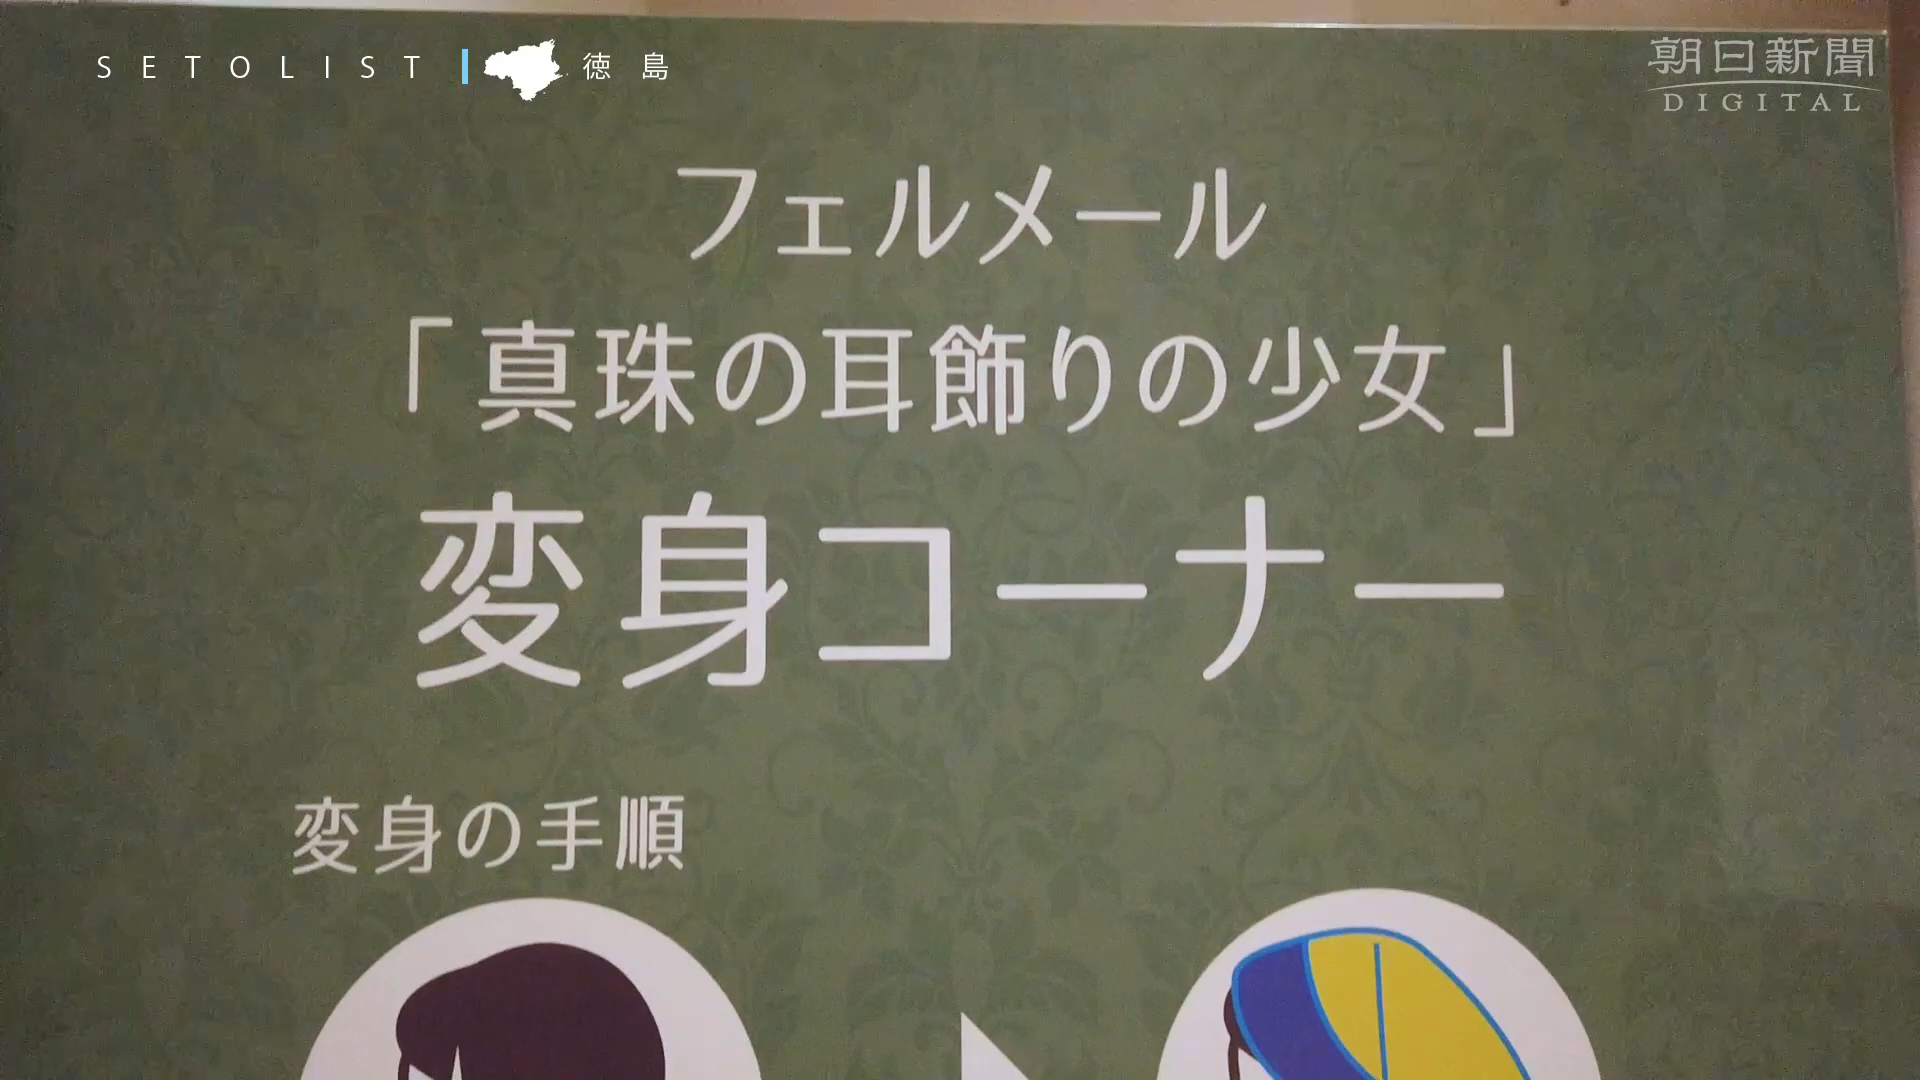 SETOLIST 徳島
朝日新聞
DIGITAL
フェルメール
「真珠の耳飾りの少女」
変身コーナー
変身の手順